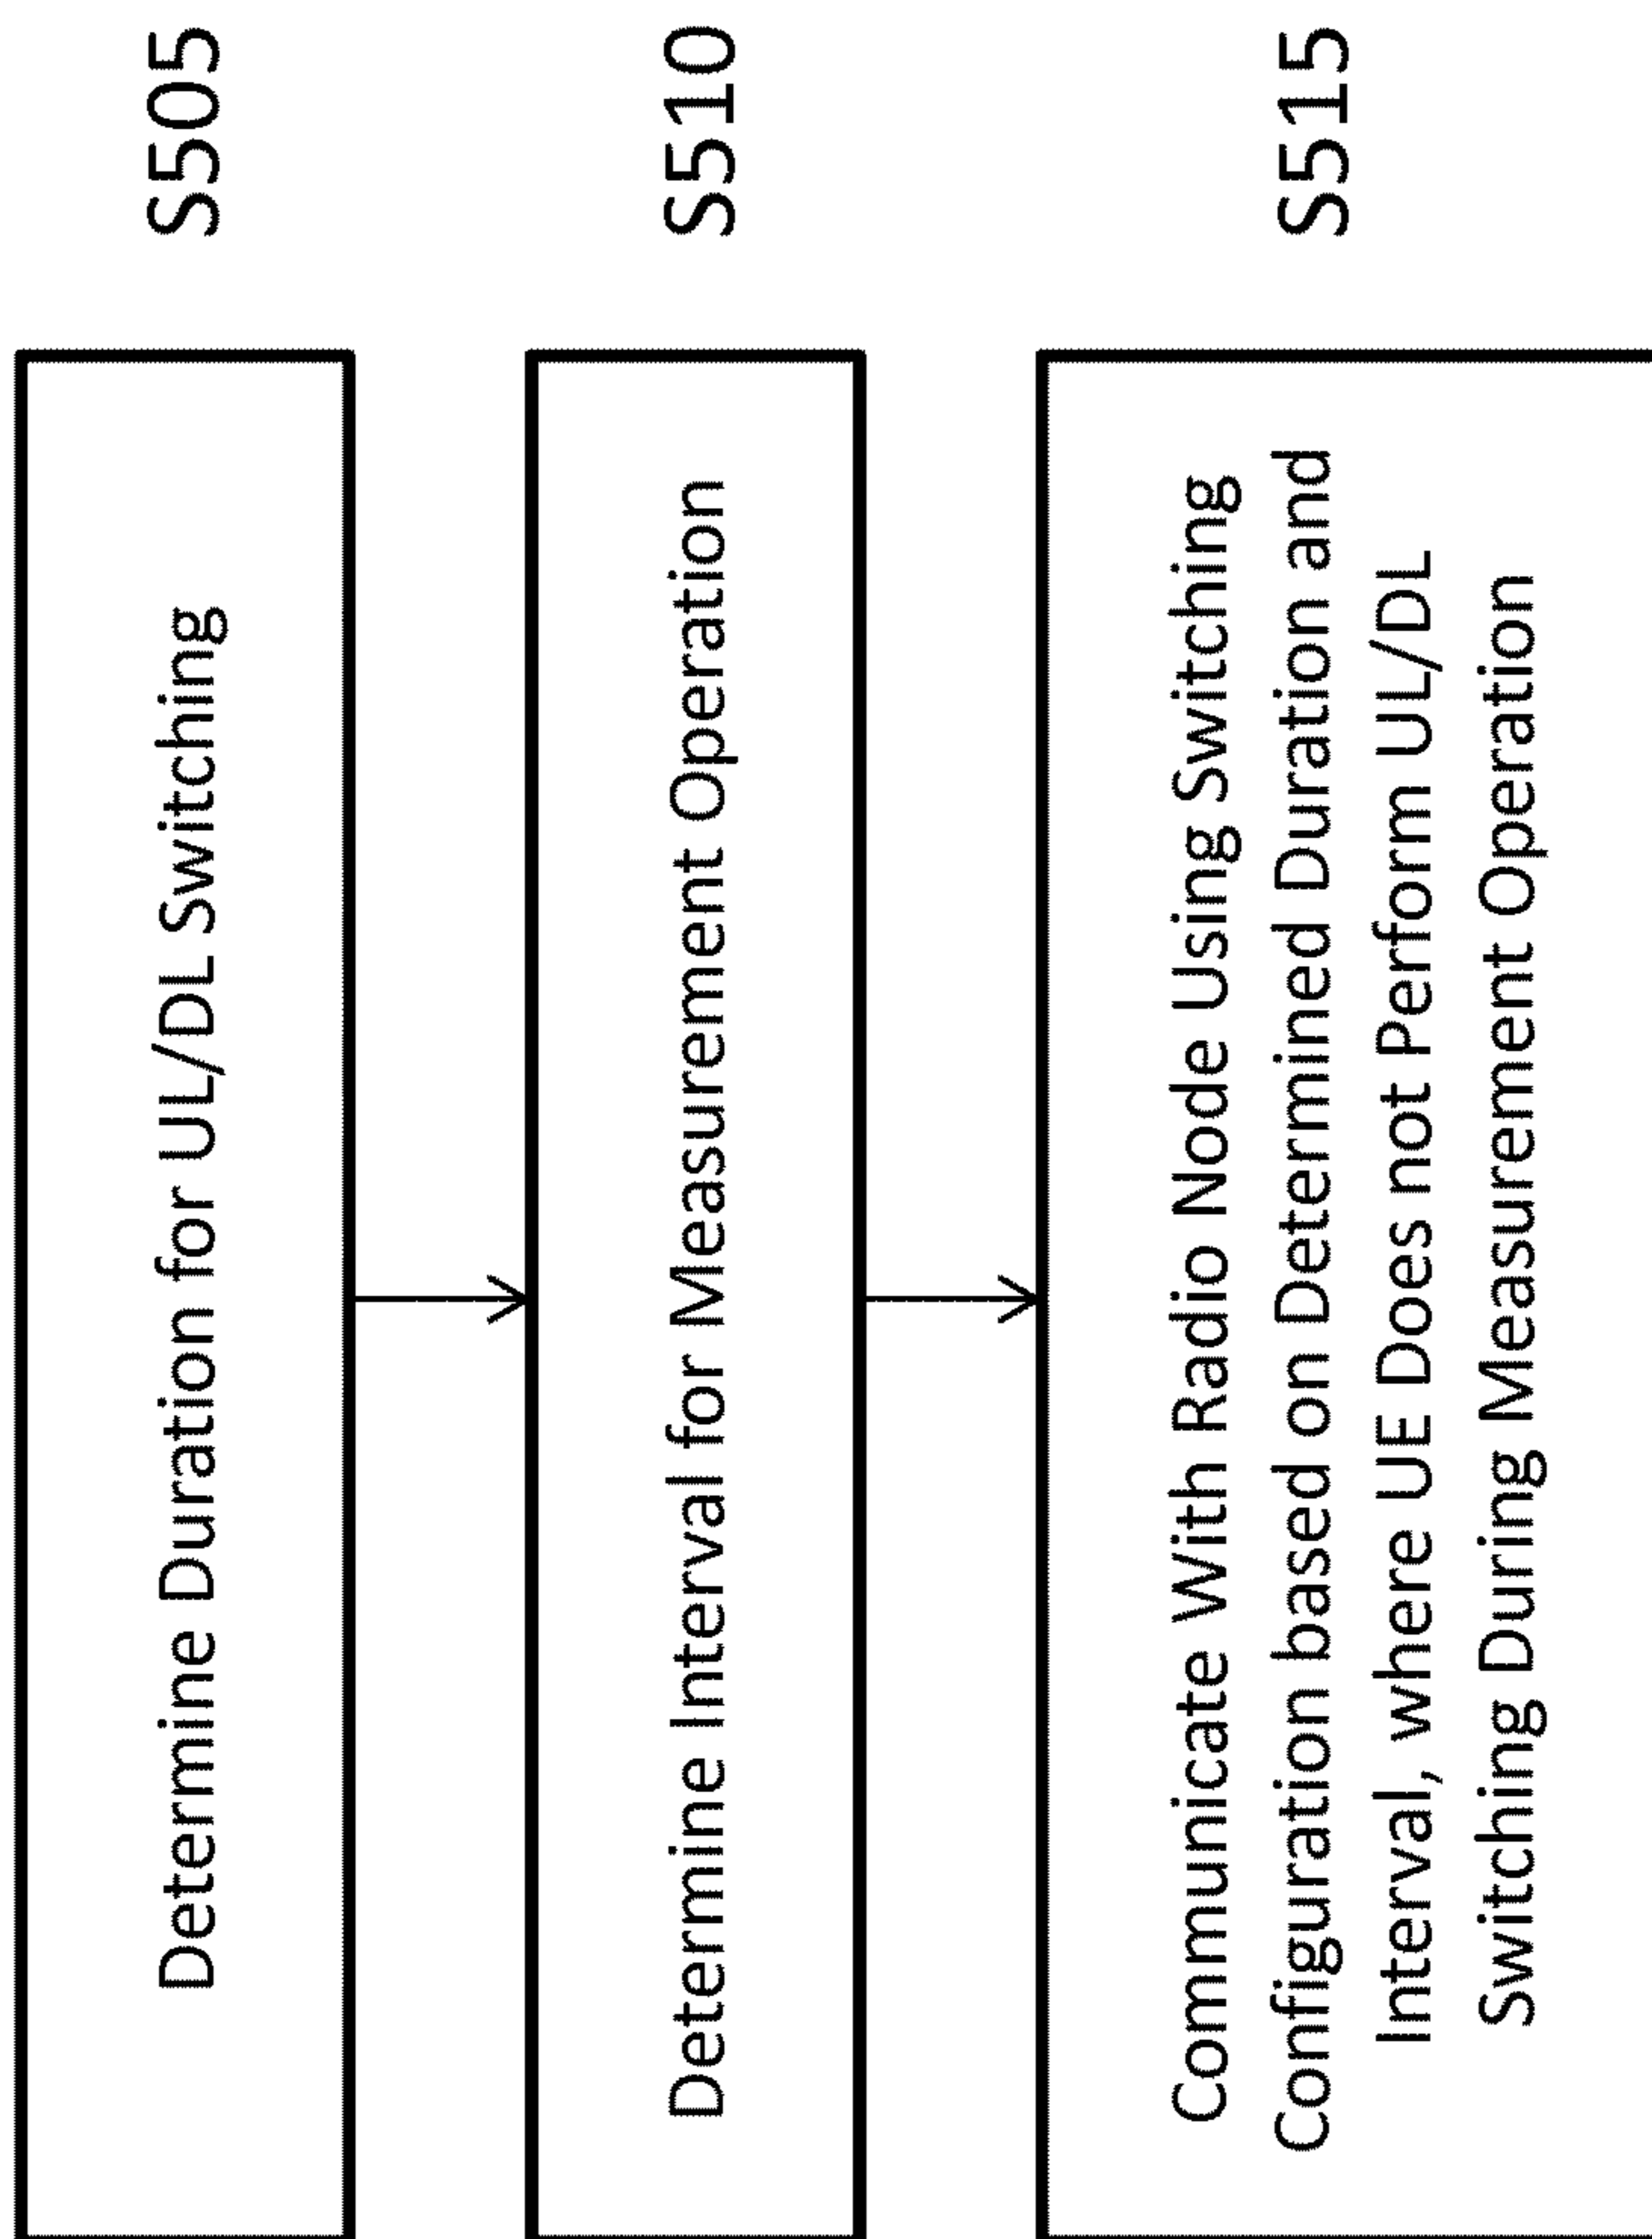 Determine Duration for UL/DL Switching
S505
Determine Interval for Measurement Operation
S510
Communicate With Radio Node Using Switching
Configuration based on Determined Duration and
Interval, where UE Does not Perform UL/DL
Switching During Measurement Operation
S515